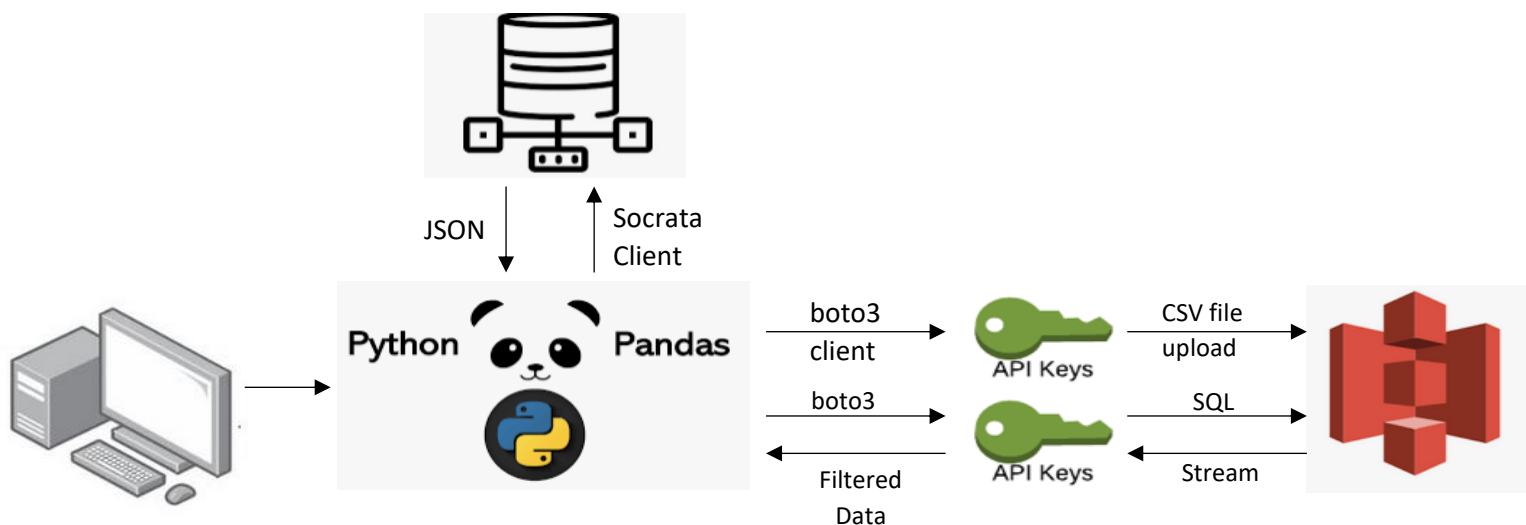 JSON
Socrata
Client
Python
Pandas
boto3
client
API Keys
CSV file
upload
boto3
API Keys
SQL
Filtered
Data
Stream